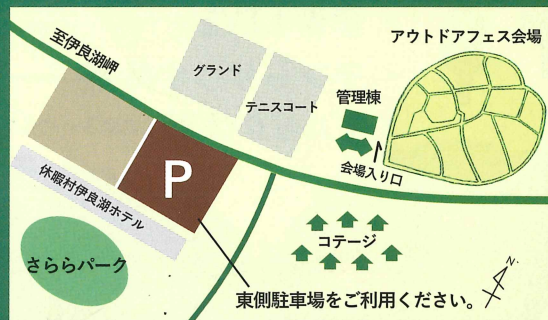 至伊良湖岬
グランド
テニスコート
アウトドアフェス会場
管理棟
会場入り口
P
休暇村伊良湖ホテル
さららパーク
コテージ
東側駐車場をご利用ください。
N.